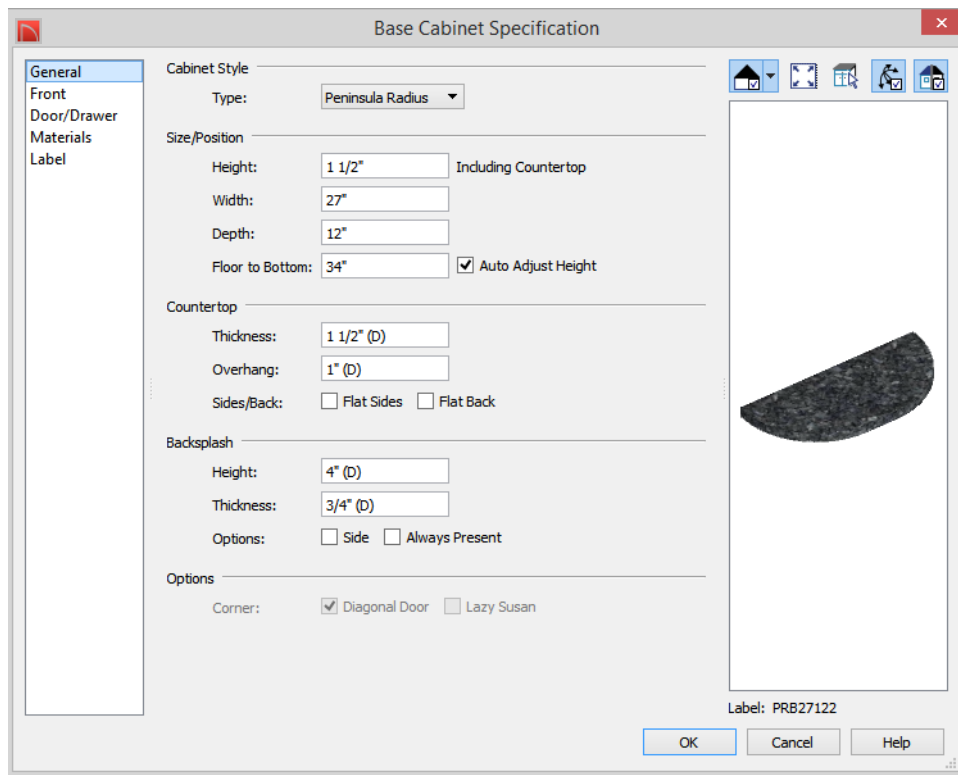 Base Cabinet Specification
General
Front
Door/Drawer
Materials
Label
Cabinet Style
Type: Peninsula Radius
Size/Position
Height: 1 1/2" Including Countertop
Width: 27"
Depth: 12"
Floor to Bottom: 34" Auto Adjust Height
Countertop
Thickness: 1 1/2" (D)
Overhang: 1" (D)
Sides/Back: Flat Sides Flat Back
Backsplash
Height: 4" (D)
Thickness: 3/4" (D)
Options: Side Always Present
Options
Corner: Diagonal Door Lazy Susan
Label: PRB27122
OK Cancel Help